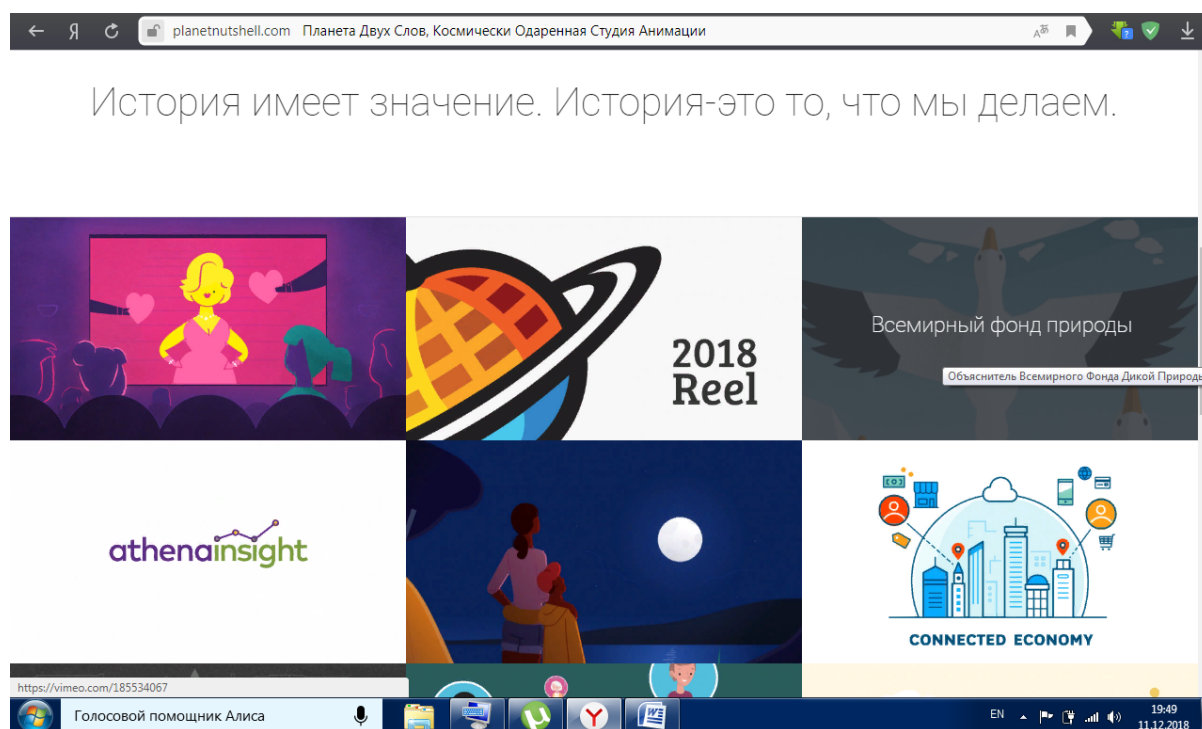 Я planetnutshell.com Планета Двух Слов, Космически Одаренная Студия Анимации
История имеет значение. История-это то, что мы делаем.
2018
Reel
Всемирный фонд природы
Объяснитель Всемирного Фонда Дикой Природы
athenainsight
CONNECTED ECONOMY
https://vimeo.com/185534067
Голосовой помощник Алиса
EN
19:49
11.12.2018